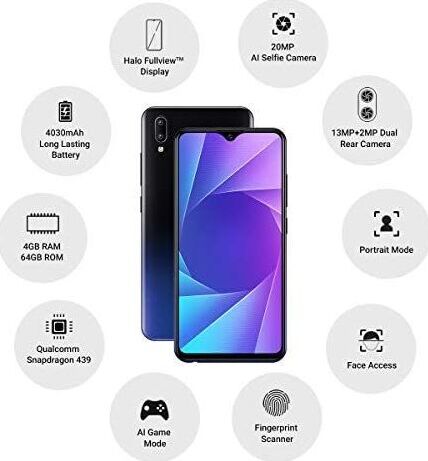 Halo Fullview™
Display
20MP
AI Selfie Camera
4030mAh
Long Lasting
Battery
13MP+2MP Dual
Rear Camera
4GB RAM
64GB ROM
Portrait Mode
Qualcomm
Snapdragon 439
Face Access
AI Game
Mode
Fingerprint
Scanner